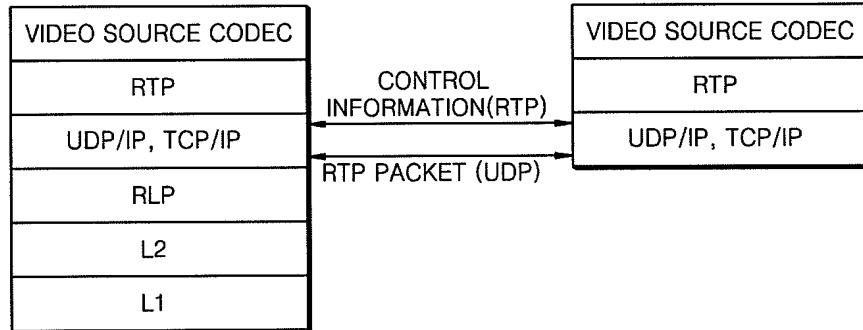 VIDEO SOURCE CODEC
RTP
UDP/IP, TCP/IP
RLP
L2
L1
CONTROL
INFORMATION(RTP)
RTP PACKET (UDP)
VIDEO SOURCE CODEC
RTP
UDP/IP, TCP/IP